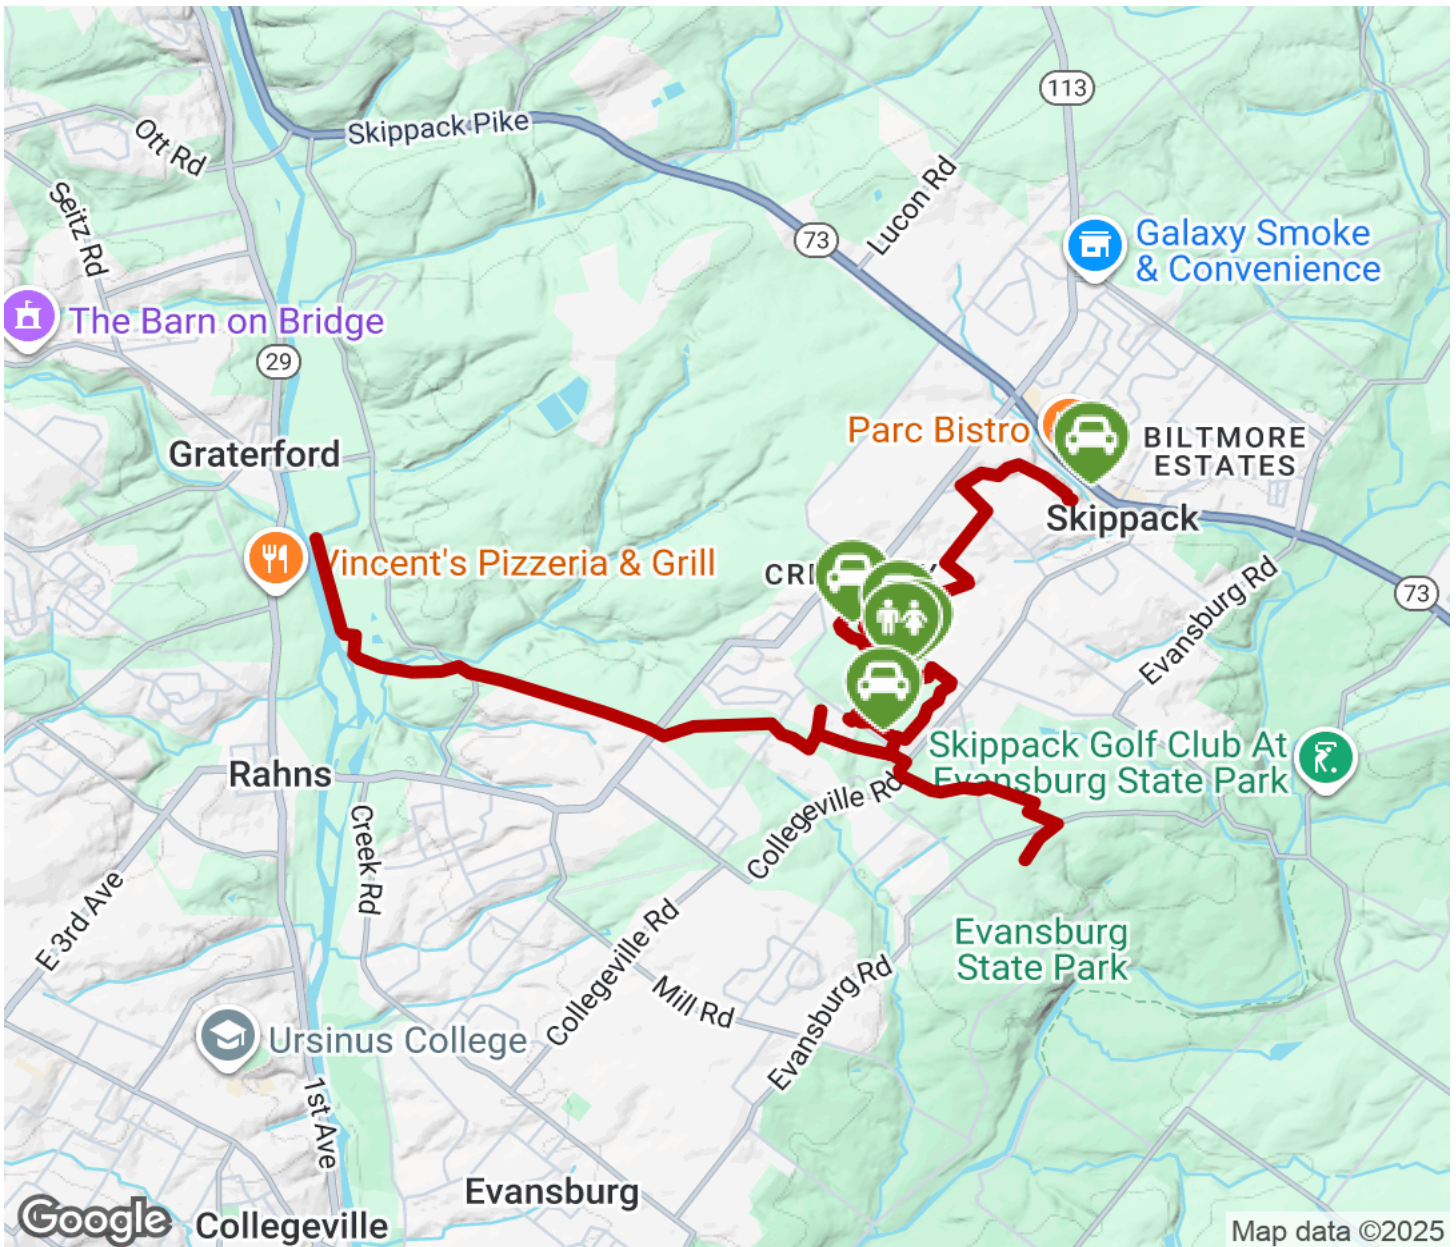 113
Skippack Pike
Ott Rd
Lucon Rd
Seitz Rd
73
Galaxy Smoke
& Convenience
The Barn on Bridge
29
Parc Bistro
BILTMORE
ESTATES
Graterford
Skippack
Vincent's Pizzeria & Grill
73
Evansburg Rd
Skippack Golf Club At
Evansburg State Park
Rahns
Collegeville Rd
Creek Rd
E 3rd Ave
Collegeville Rd
Evansburg
State Park
Evansburg Rd
Mill Rd
Ursinus College
1st Ave
Evansburg
Google
Collegeville
Map data ©2025